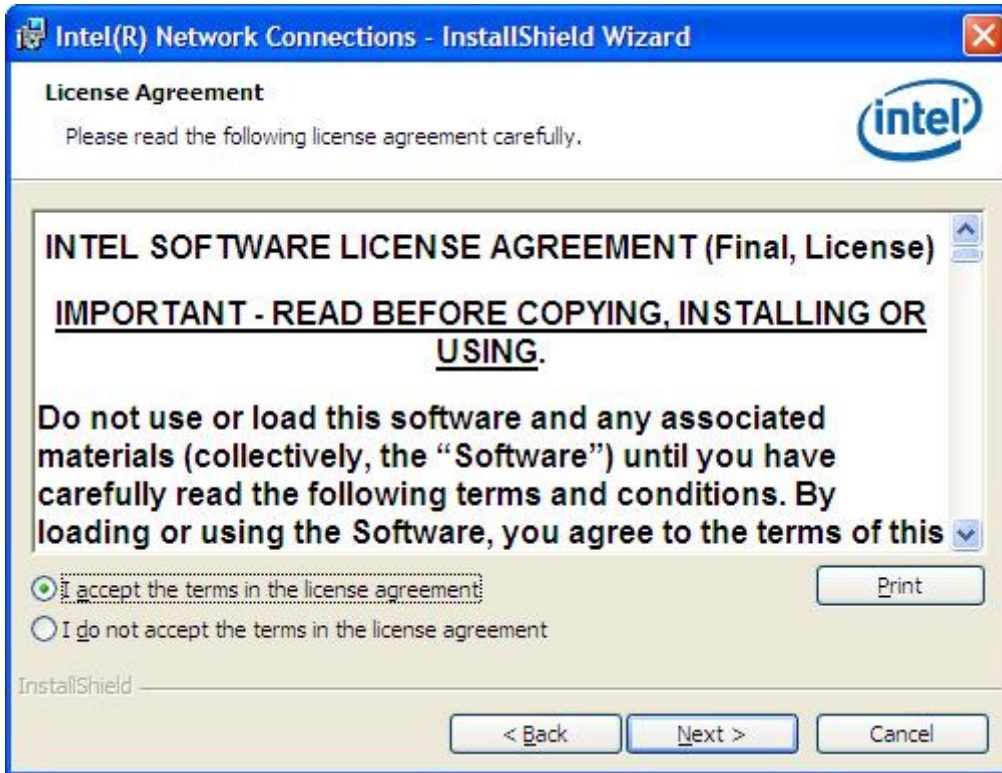 Intel(R) Network Connections - InstallShield Wizard
License Agreement
Please read the following license agreement carefully.
intel
INTEL SOFTWARE LICENSE AGREEMENT (Final, License)
IMPORTANT - READ BEFORE COPYING, INSTALLING OR
USING.
Do not use or load this software and any associated
materials (collectively, the “Software”) until you have
carefully read the following terms and conditions. By
loading or using the Software, you agree to the terms of this
I accept the terms in the license agreement
Print
I do not accept the terms in the license agreement
InstallShield
< Back
Next >
Cancel